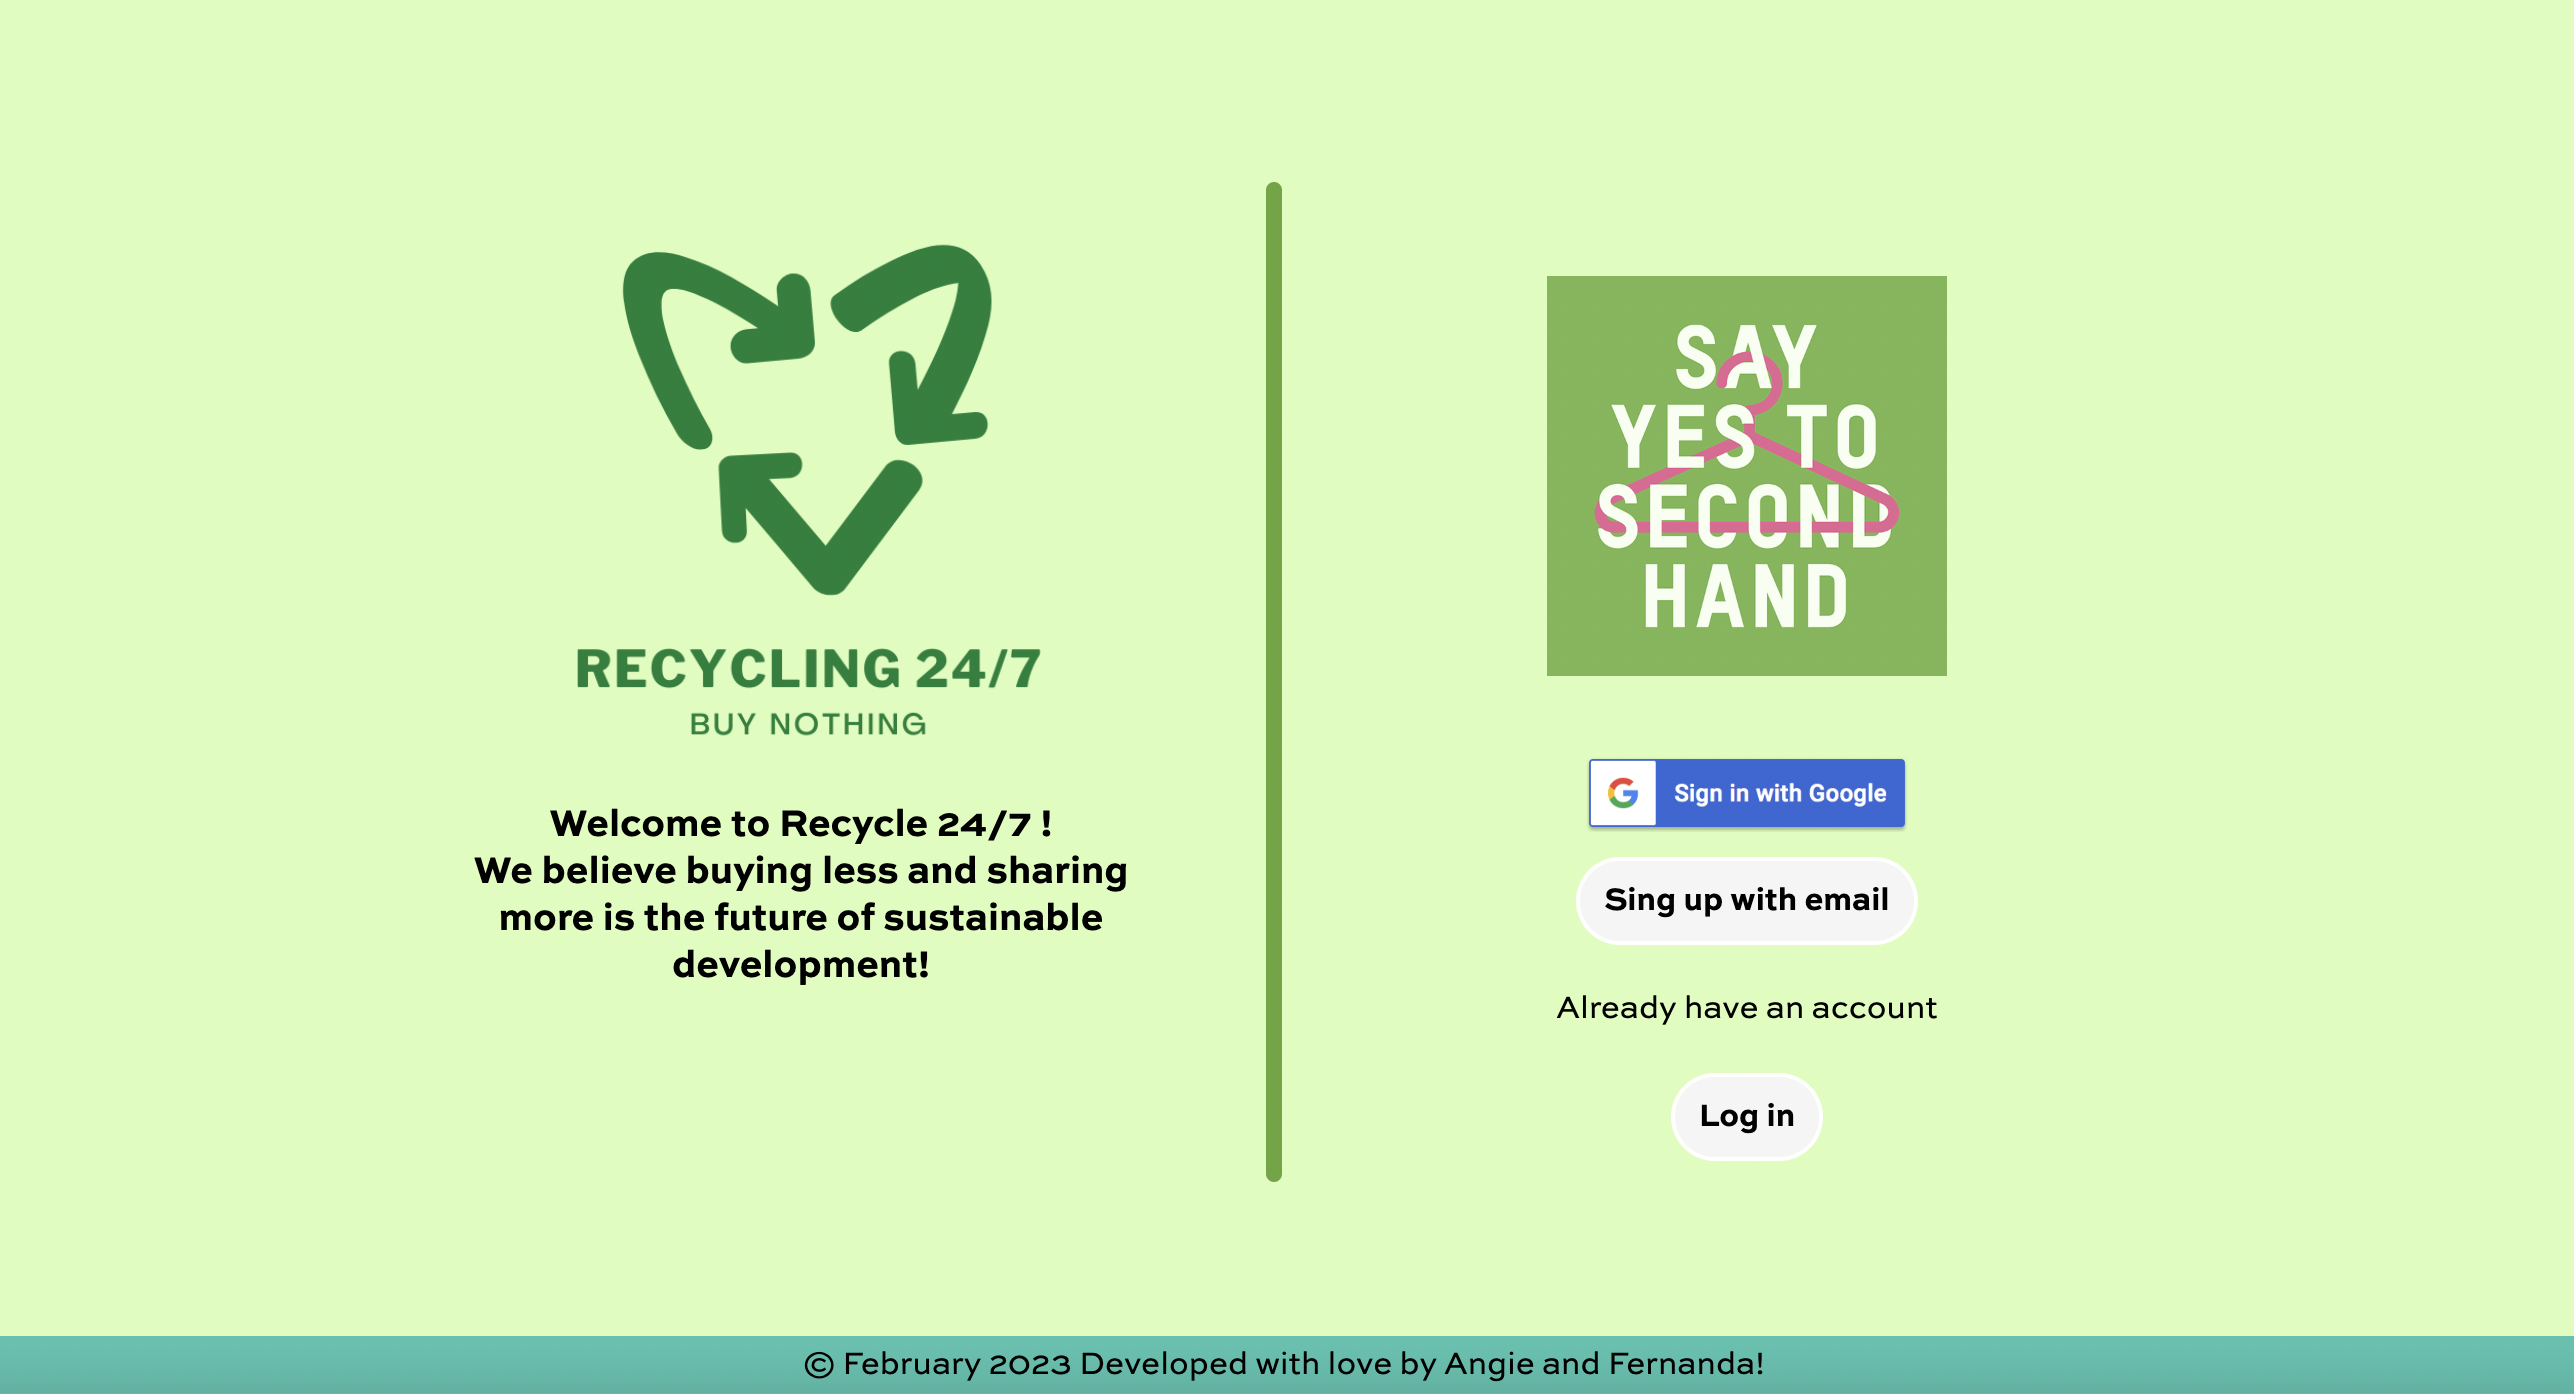 RECYCLING 24/7
BUY NOTHING
Welcome to Recycle 24/7 !
We believe buying less and sharing
more is the future of sustainable
development!
SAY
YES TO
SECOND
HAND
Sign in with Google
Sing up with email
Already have an account
Log in
© February 2023 Developed with love by Angie and Fernanda!